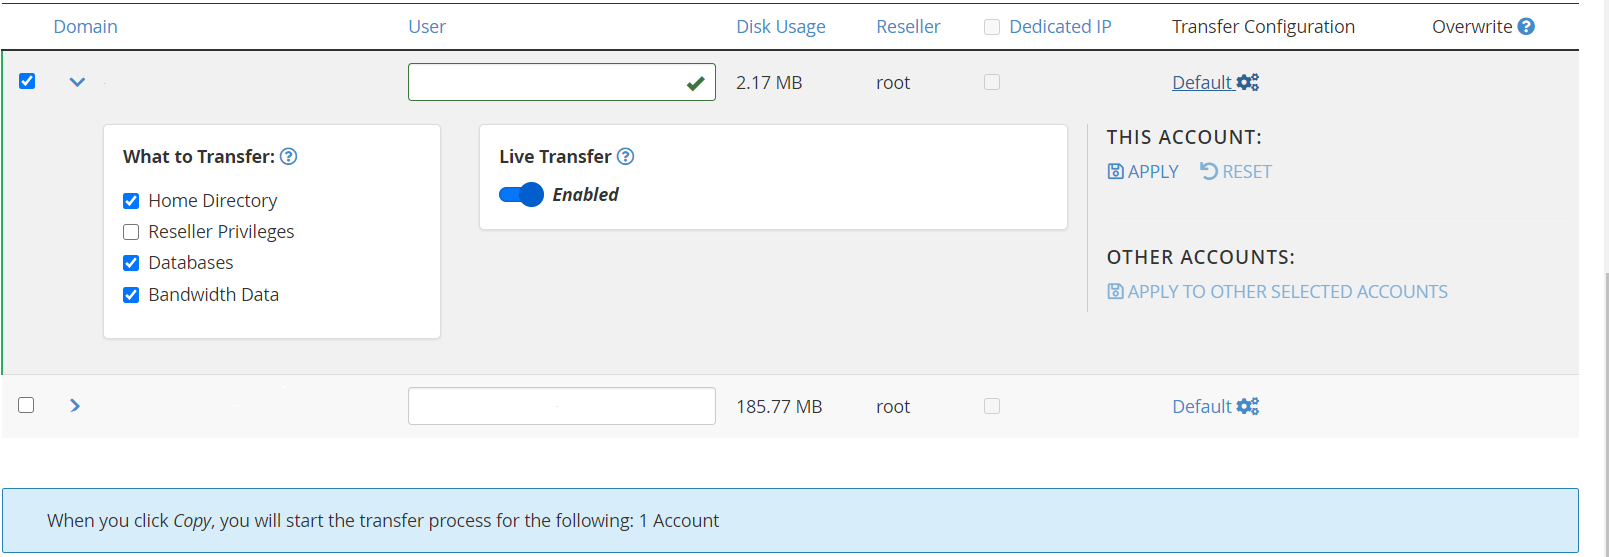 Domain User Disk Usage Reseller Dedicated IP Transfer Configuration Overwrite
2.17 MB root Default
What to Transfer:
Home Directory
Reseller Privileges
Databases
Bandwidth Data
Live Transfer
Enabled
THIS ACCOUNT:
APPLY RESET
OTHER ACCOUNTS:
APPLY TO OTHER SELECTED ACCOUNTS
185.77 MB root Default
When you click Copy, you will start the transfer process for the following: 1 Account